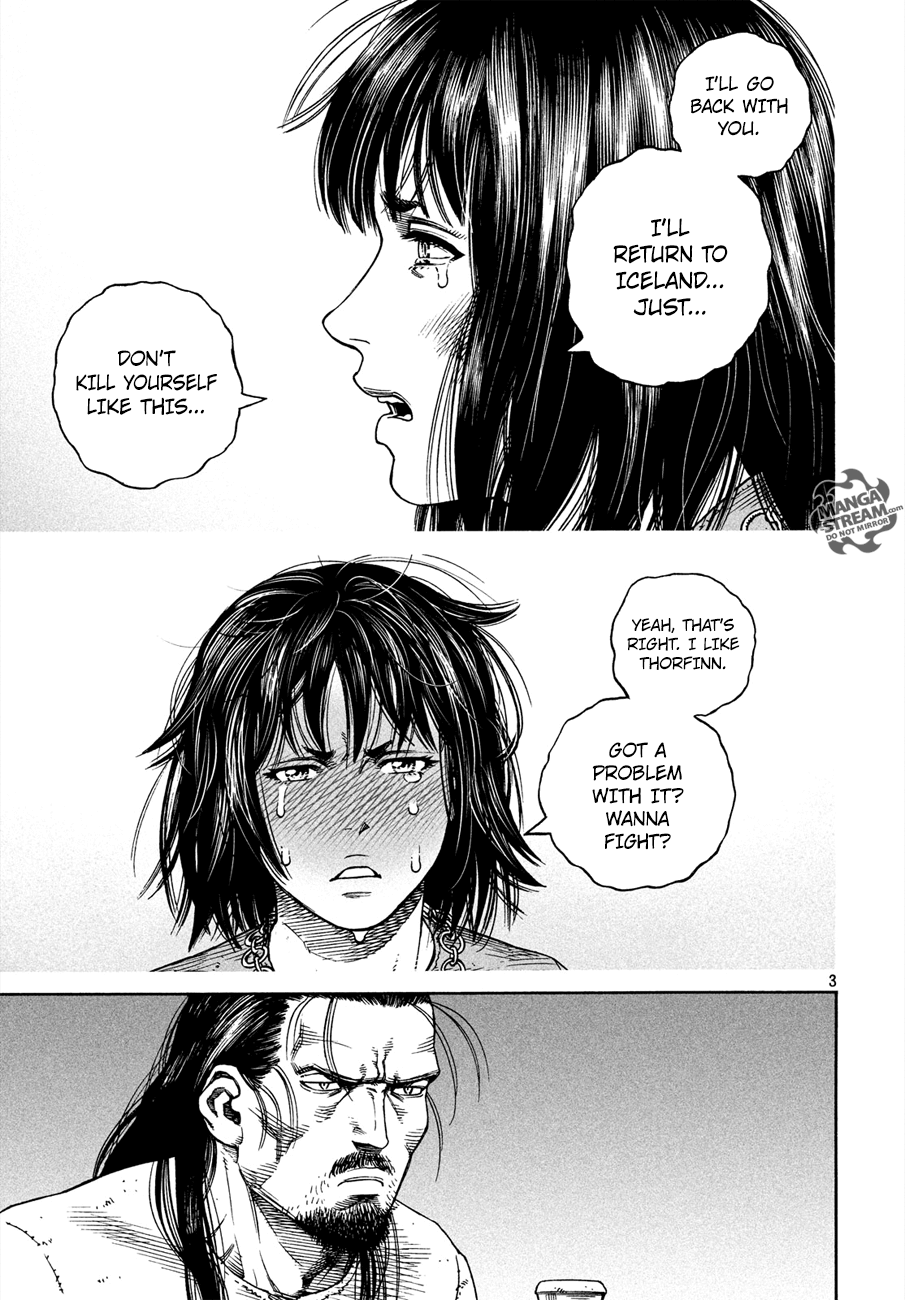 I'LL GO
BACK WITH
YOU.
I'LL
RETURN TO
ICELAND...
JUST...
DON'T
KILL YOURSELF
LIKE THIS...
MANGA
STREAM.com
DO NOT MIRROR
YEAH, THAT'S
RIGHT. I LIKE
THORFINN.
GOT A
PROBLEM
WITH IT?
WANNA
FIGHT?
3